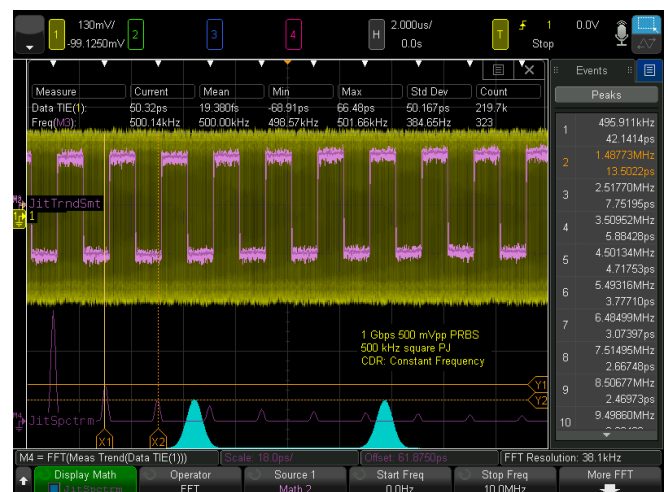 1 130mV/ 2 3 4 H 2.000us/ T 1 0.0V
-99.1250mV 0.0s Stop
Events
Peaks
Measure Current Mean Min Max Std Dev Count
Data TIE(1): 50.32ps 19.380fs -68.91ps 66.48ps 50.167ps 219.7k
Freq(M3): 500.14kHz 500.00kHz 498.57kHz 501.66kHz 384.65Hz 323
1 495.911kHz
42.1414ps
2 1.48773MHz
13.5022ps
3 2.51770MHz
7.75195ps
4 3.50952MHz
5.88428ps
5 4.50134MHz
4.71753ps
6 5.49316MHz
3.77710ps
7 6.48499MHz
3.07397ps
8 7.51495MHz
2.66748ps
9 8.50677MHz
2.46973ps
10 9.49860MHz
JitTrndSmt
1
1 Gbps 500 mVpp PRBS
500 kHz square PJ
CDR: Constant Frequency
Y1
Y2
M4 JitSpctrm
X1 X2
M4 = FFT(Meas Trend(Data TIE(1))) Scale: 18.0ps/ Offset: 61.8750ps FFT Resolution: 38.1kHz
Display Math Operator Source 1 Start Freq Stop Freq More FFT
JitSpctrm FFT Math 2 0.0Hz 10.0MHz